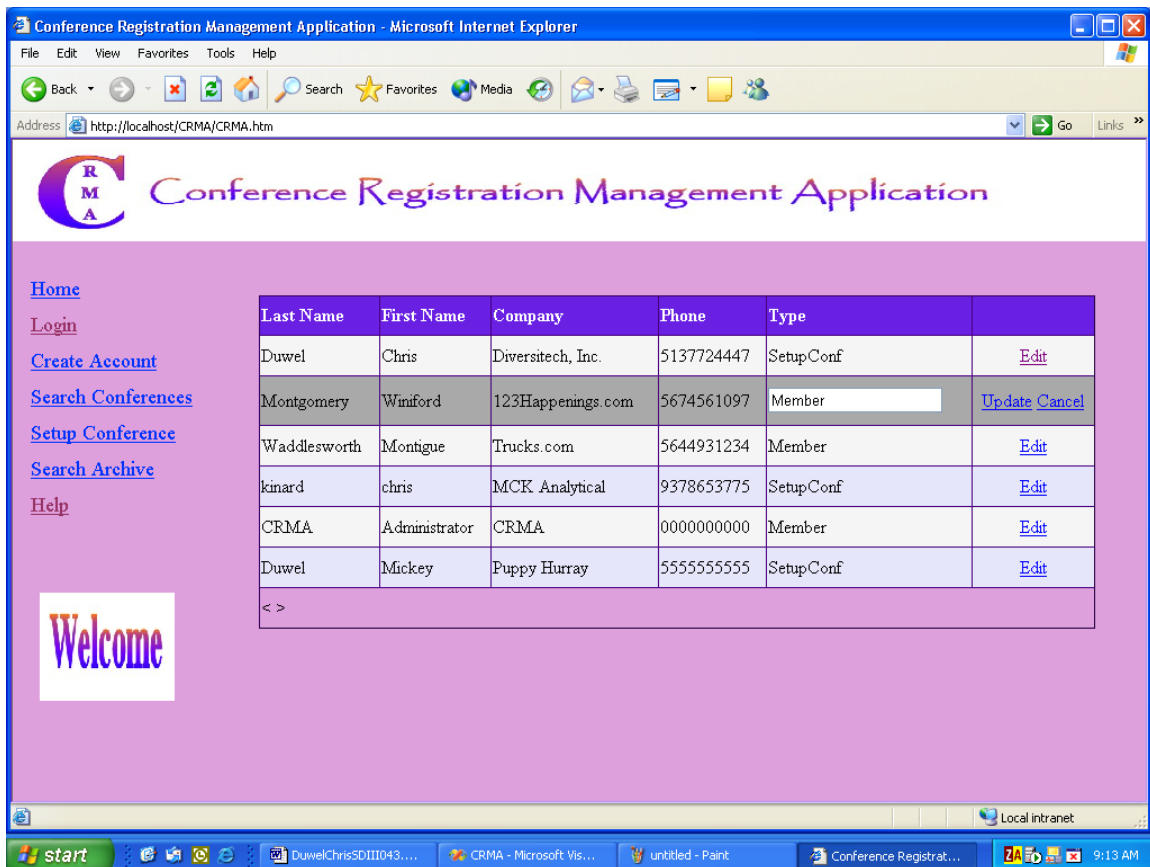 Conference Registration Management Application - Microsoft Internet Explorer
File Edit View Favorites Tools Help
Back Search Favorites Media
Address http://localhost/CRMA/CRMA.htm Go Links »
C R M A Conference Registration Management Application
Home
Login
Create Account
Search Conferences
Setup Conference
Search Archive
Help
Welcome
Last Name First Name Company Phone Type
Duwel Chris Diversitech, Inc. 5137724447 SetupConf Edit
Montgomery Winiford 123Happenings.com 5674561097 Member Update Cancel
Waddlesworth Montigue Trucks.com 5644931234 Member Edit
kinard chris MCK Analytical 9378653775 SetupConf Edit
CRMA Administrator CRMA 0000000000 Member Edit
Duwel Mickey Puppy Hurray 5555555555 SetupConf Edit
< >
Local intranet
start DuwelChrisSDIII043.... CRMA - Microsoft Vis... untitled - Paint Conference Registrat... ZA 9:13 AM